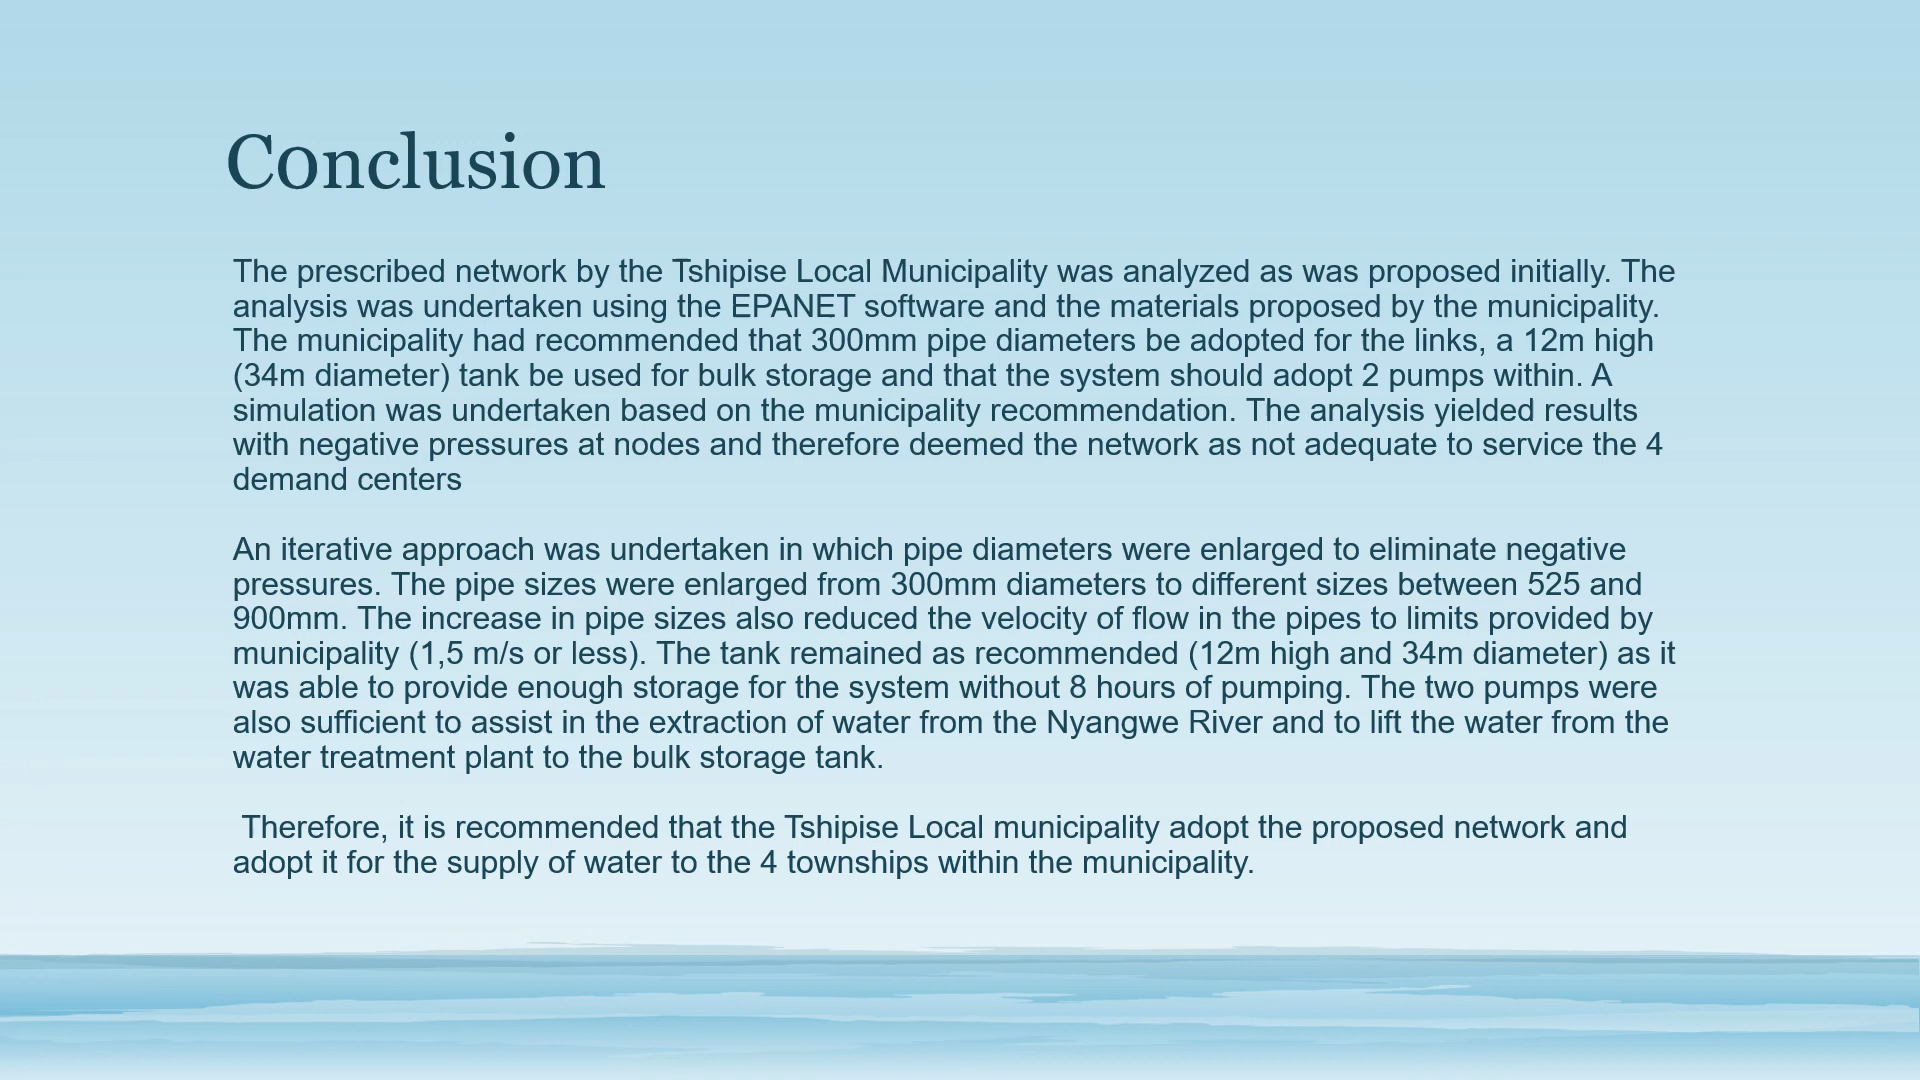 Conclusion
The prescribed network by the Tshipise Local Municipality was analyzed as was proposed initially. The
analysis was undertaken using the EPANET software and the materials proposed by the municipality.
The municipality had recommended that 300mm pipe diameters be adopted for the links, a 12m high
(34m diameter) tank be used for bulk storage and that the system should adopt 2 pumps within. A
simulation was undertaken based on the municipality recommendation. The analysis yielded results
with negative pressures at nodes and therefore deemed the network as not adequate to service the 4
demand centers
An iterative approach was undertaken in which pipe diameters were enlarged to eliminate negative
pressures. The pipe sizes were enlarged from 300mm diameters to different sizes between 525 and
900mm. The increase in pipe sizes also reduced the velocity of flow in the pipes to limits provided by
municipality (1,5 m/s or less). The tank remained as recommended (12m high and 34m diameter) as it
was able to provide enough storage for the system without 8 hours of pumping. The two pumps were
also sufficient to assist in the extraction of water from the Nyangwe River and to lift the water from the
water treatment plant to the bulk storage tank.
Therefore, it is recommended that the Tshipise Local municipality adopt the proposed network and
adopt it for the supply of water to the 4 townships within the municipality.